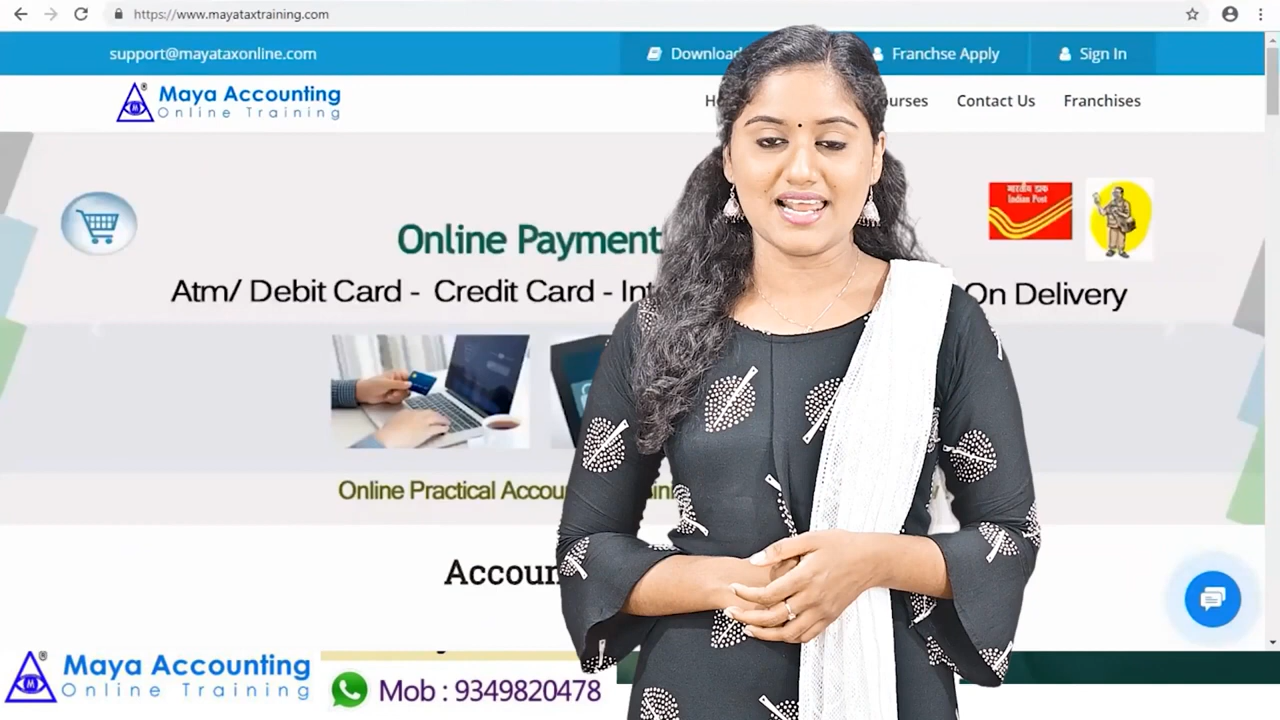 https://www.mayataxtraining.com
support@mayataxonline.com
Download
Franchse Apply
Sign In
Maya Accounting
Online Training
Contact Us
Franchises
भारतीय डाक
Indian Post
Online Payment
Atm/ Debit Card - Credit Card - Int
On Delivery
Online Practical Accou
Accoun
Maya Accounting
Online Training
Mob : 9349820478